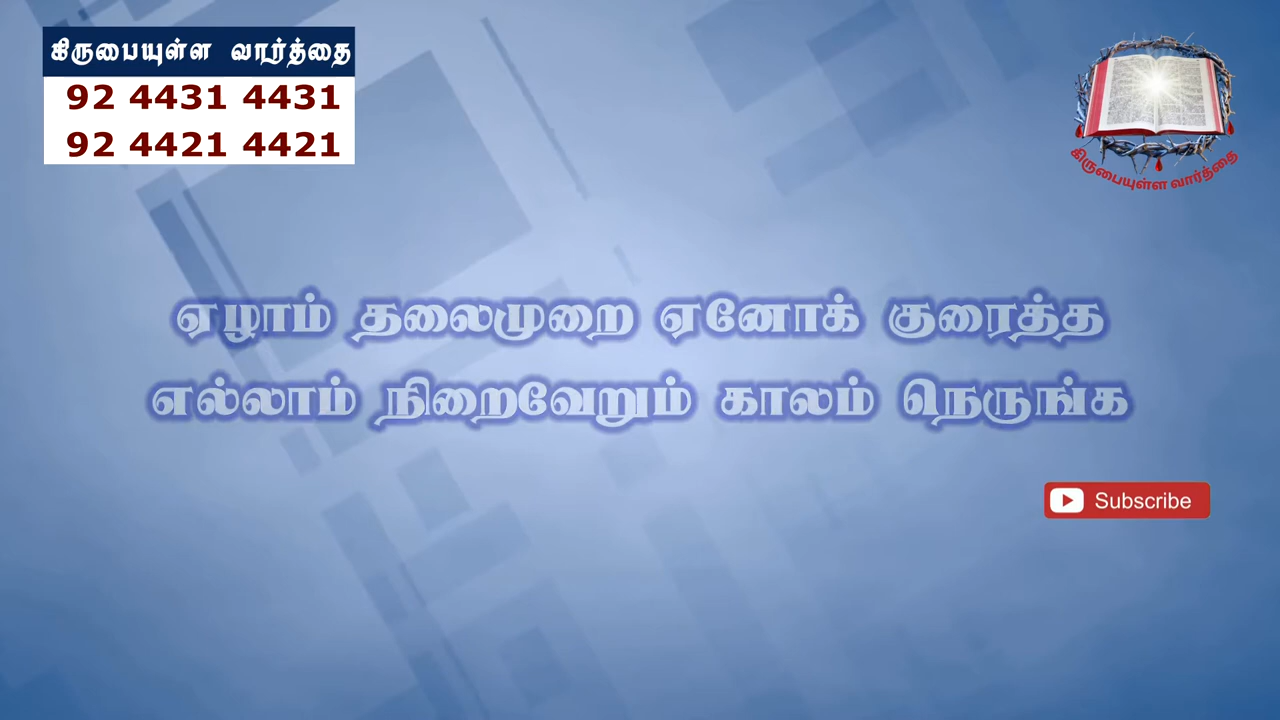 கிருபையுள்ள வார்த்தை
92 4431 4431
92 4421 4421
கிருபையுள்ள வார்த்தை
ஏழாம் தலைமுறை ஏனோக் குரைத்த
எல்லாம் நிறைவேறும் காலம் நெருங்க
Subscribe